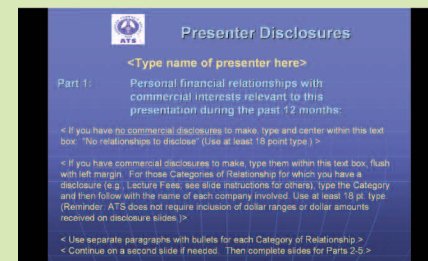 ATS
Presenter Disclosures
<Type name of presenter here>
Part 1: Personal financial relationships with
commercial interests relevant to this
presentation during the past 12 months:
< If you have no commercial disclosures to make, type and center within this text
box: "No relationships to disclose" (Use at least 18 point type.) >
< If you have commercial disclosures to make, type them within this text box, flush
with left margin. For those Categories of Relationship for which you have a
disclosure (e.g., Lecture Fees; see slide instructions for others), type the Category
and then follow with the name of each company involved. Use at least 18 pt. type.
(Reminder: ATS does not require inclusion of dollar ranges or dollar amounts
received on disclosure slides.)>
< Use separate paragraphs with bullets for each Category of Relationship.>
< Continue on a second slide if needed. Then complete slides for Parts 2-5.>